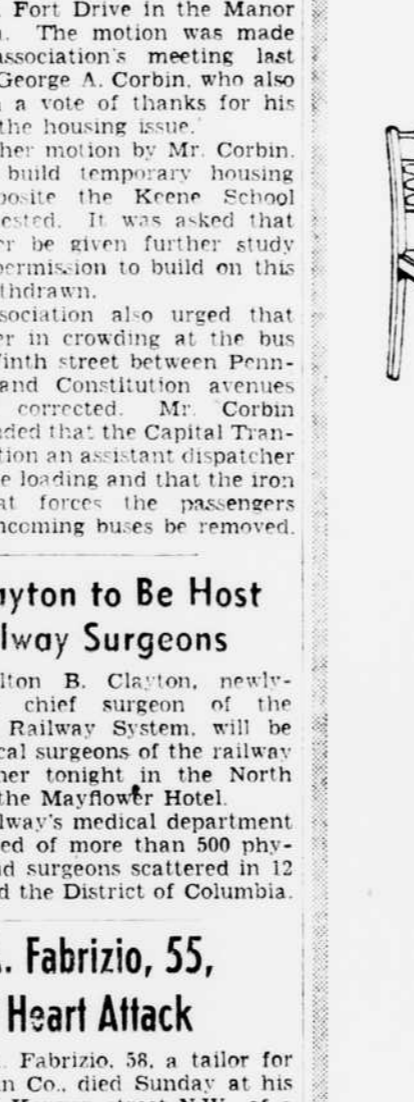 Fort Drive in the Manor
The motion was made
association's meeting last
George A. Corbin, who also
a vote of thanks for his
the housing issue.
her motion by Mr. Corbin.
build temporary housing
posite the Keene School
ested. It was asked that
er be given further study
permission to build on this
thdrawn.
sociation also urged that
er in crowding at the bus
Ninth street between Penn-
and Constitution avenues
corrected. Mr. Corbin
nded that the Capital Tran-
tion an assistant dispatcher
e loading and that the iron
at forces the passengers
incoming buses be removed.
ayton to Be Host
ilway Surgeons
lton B. Clayton, newly-
chief surgeon of the
Railway System, will be
cal surgeons of the railway
ner tonight in the North
the Mayflower Hotel.
lway's medical department
ed of more than 500 phy-
nd surgeons scattered in 12
d the District of Columbia.
. Fabrizio, 55,
Heart Attack
. Fabrizio, 58, a tailor for
n Co., died Sunday at his
street N.W., of a